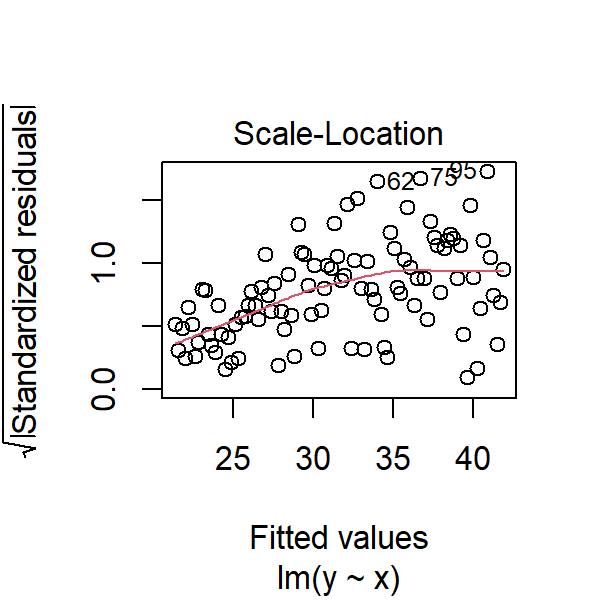 Scale-Location
√|Standardized residuals|
0.0 1.0
62 75 95
25 30 35 40
Fitted values
lm(y ~ x)